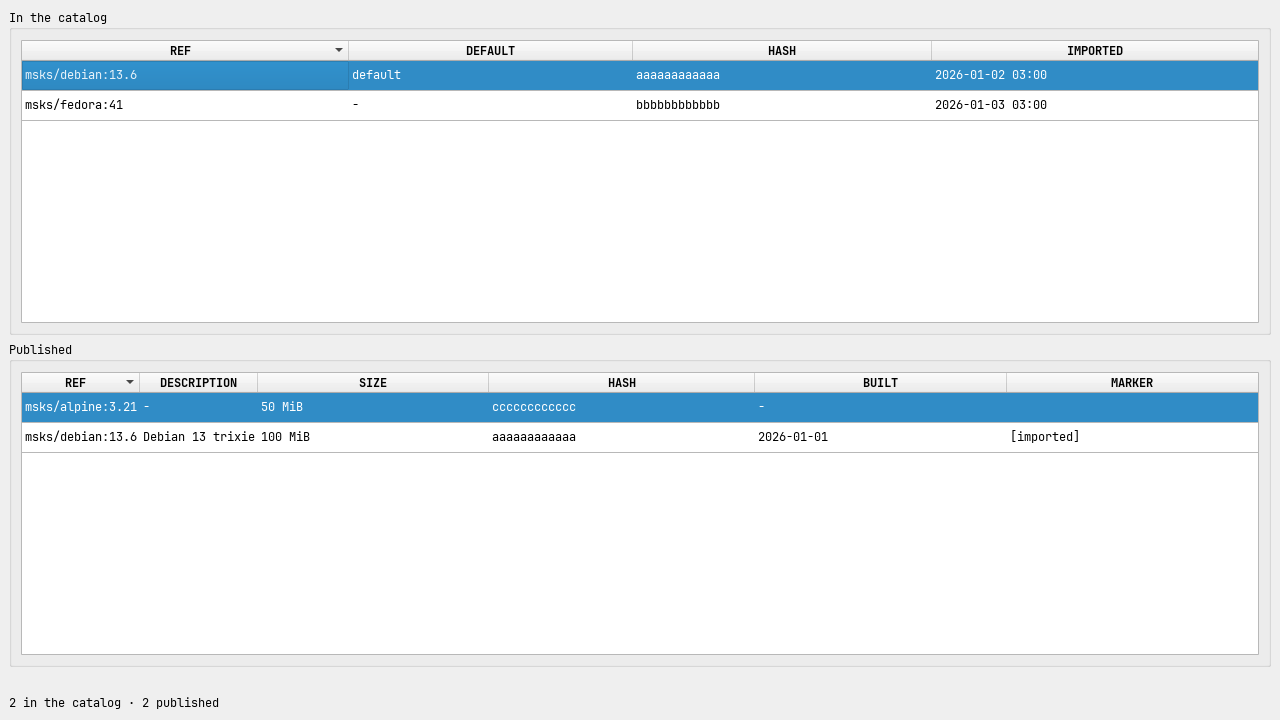 In the catalog
REF DEFAULT HASH IMPORTED
msks/debian:13.6 default aaaaaaaaaaaa 2026-01-02 03:00
msks/fedora:41 - bbbbbbbbbbbb 2026-01-03 03:00
Published
REF DESCRIPTION SIZE HASH BUILT MARKER
msks/alpine:3.21 - 50 MiB cccccccccccc -
msks/debian:13.6 Debian 13 trixie 100 MiB aaaaaaaaaaaa 2026-01-01 [imported]
2 in the catalog · 2 published